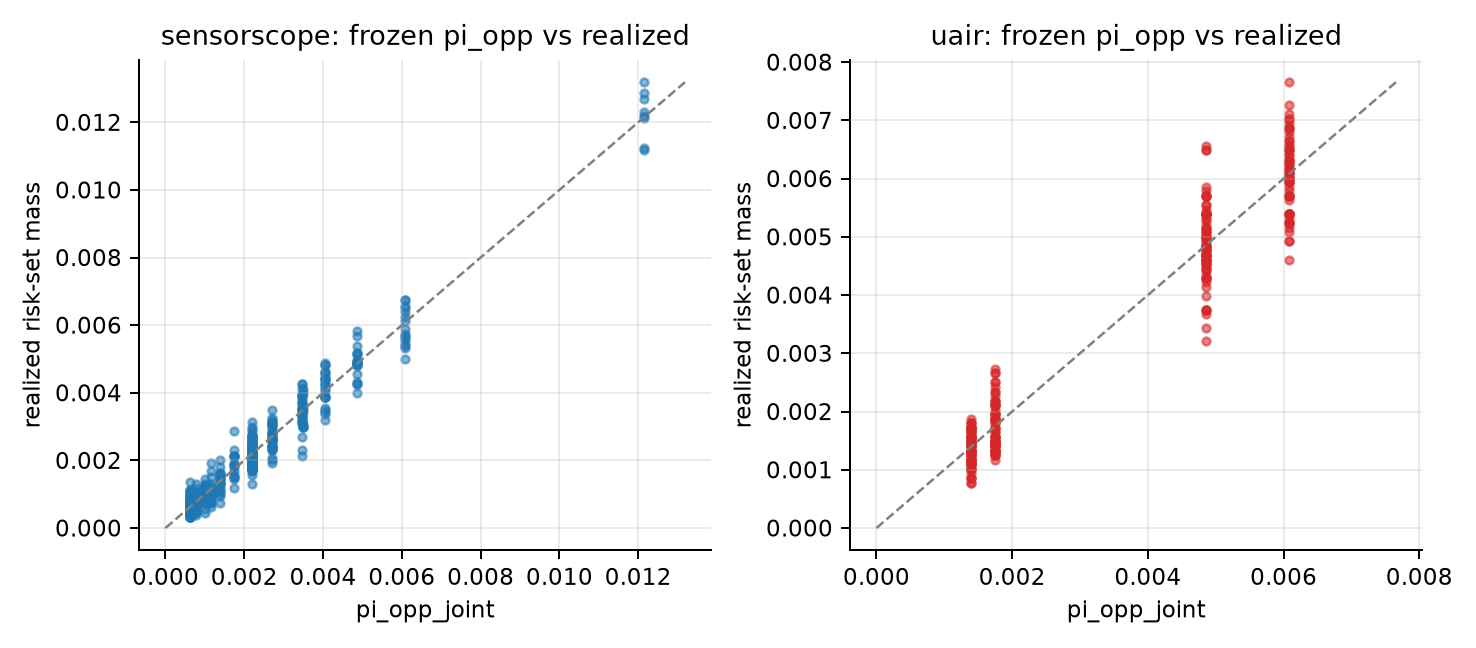 sensorscope: frozen pi_opp vs realized
realized risk-set mass
0.012
0.010
0.008
0.006
0.004
0.002
0.000
0.000 0.002 0.004 0.006 0.008 0.010 0.012
pi_opp_joint
uair: frozen pi_opp vs realized
realized risk-set mass
0.008
0.007
0.006
0.005
0.004
0.003
0.002
0.001
0.000
0.000 0.002 0.004 0.006 0.008
pi_opp_joint